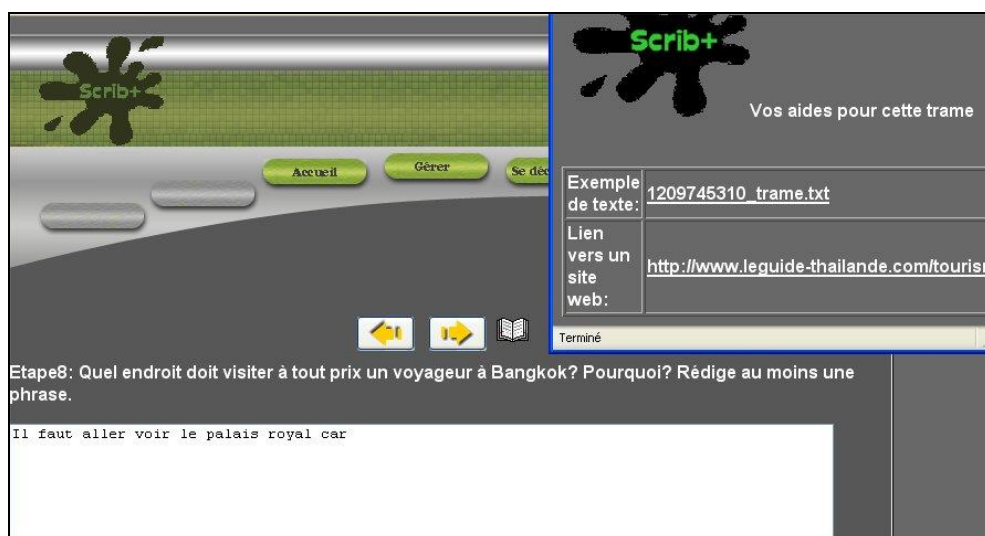 Scrib+
Accueil
Gérer
Se déc
Scrib+
Vos aides pour cette trame
Exemple
de texte:
1209745310_trame.txt
Lien
vers un
site
web:
http://www.leguide-thailande.com/touris
Terminé
Etape8: Quel endroit doit visiter à tout prix un voyageur à Bangkok? Pourquoi? Rédige au moins une
phrase.
Il faut aller voir le palais royal car